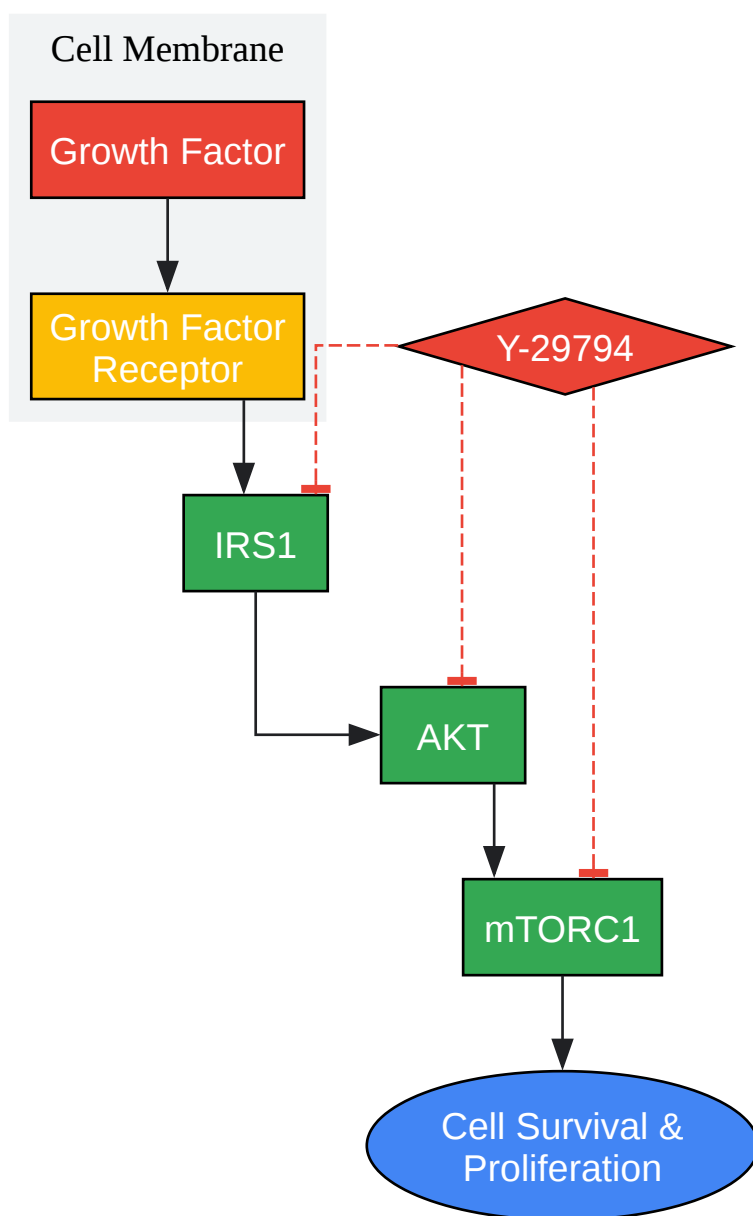 Cell Membrane
Growth Factor
Growth Factor
Receptor
Y-29794
IRS1
AKT
mTORC1
Cell Survival &
Proliferation